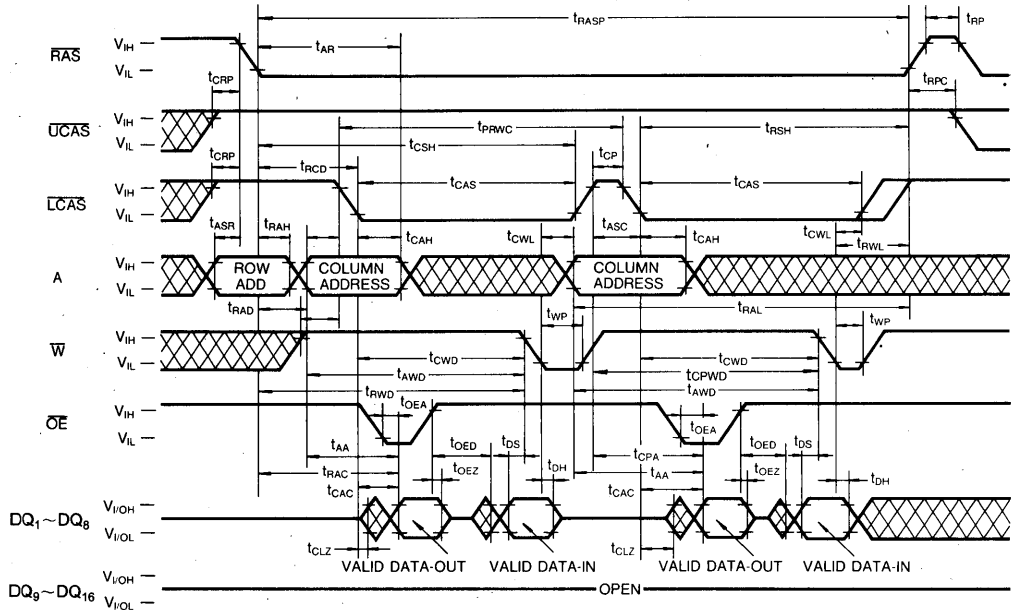 tRASP
tRP
tAR
RAS
VIH
VIL
tCRP
tRPC
UCAS
VIH
VIL
tPRWC
tRSH
tCSH
tCRP
tRCD
tCP
LCAS
VIH
VIL
tCAS
tCAS
tASR
tRAH
tCAH
tCWL
tASC
tCAH
tCWL
tRWL
A
VIH
VIL
ROW
ADD
COLUMN
ADDRESS
COLUMN
ADDRESS
tRAD
tWP
tRAL
tWP
W
VIH
VIL
tCWD
tCWD
tAWD
tCPWD
tRWD
tAWD
OE
VIH
VIL
tOEA
tOEA
tAA
tOED
tDS
tCPA
tOED
tDS
tRAC
tOEZ
tDH
tAA
tOEZ
tCAC
tCAC
tDH
DQ1~DQ8
VI/OH
VI/OL
tCLZ
tCLZ
VALID DATA-OUT
VALID DATA-IN
VALID DATA-OUT
VALID DATA-IN
DQ9~DQ16
VI/OH
VI/OL
OPEN